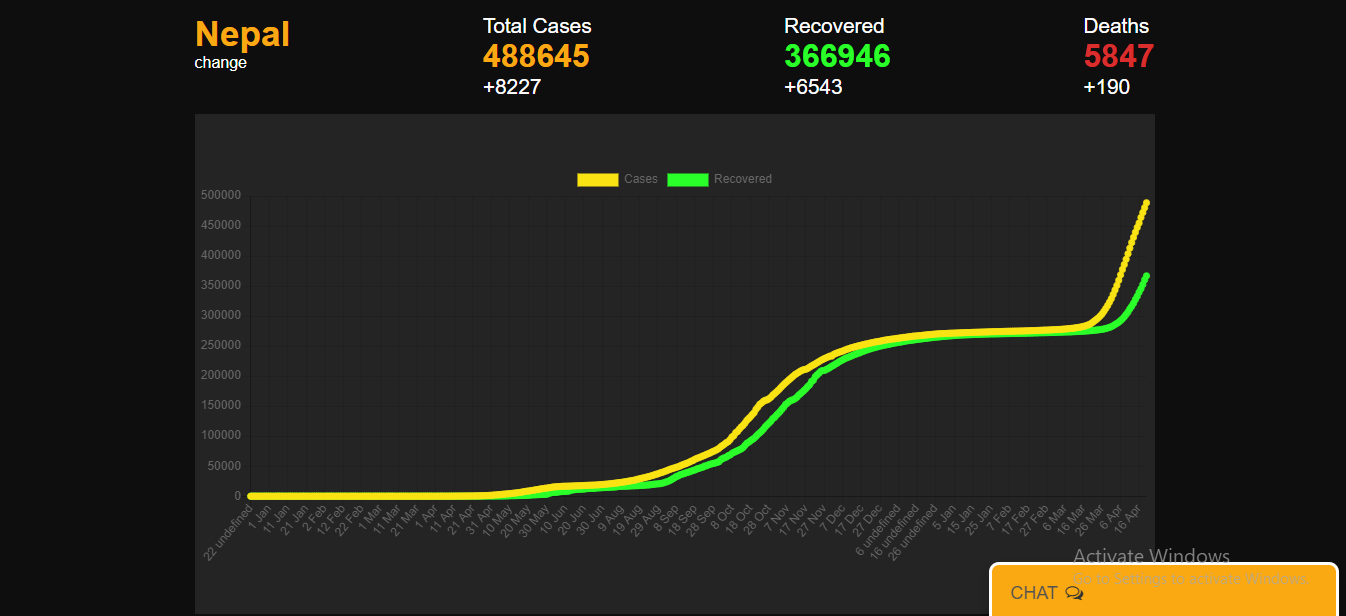 Nepal
change
Total Cases
488645
+8227
Recovered
366946
+6543
Deaths
5847
+190
Cases
Recovered
500000
450000
400000
350000
300000
250000
200000
150000
100000
50000
0
22 undefined
1 Jan
11 Jan
21 Jan
2 Feb
12 Feb
22 Feb
1 Mar
11 Mar
21 Mar
1 Apr
11 Apr
21 Apr
31 Apr
10 May
20 May
30 May
10 Jun
20 Jun
30 Jun
9 Aug
19 Aug
29 Aug
8 Sep
18 Sep
28 Sep
8 Oct
18 Oct
28 Oct
7 Nov
17 Nov
27 Nov
7 Dec
17 Dec
27 Dec
6 undefined
16 undefined
26 undefined
5 Jan
15 Jan
25 Jan
7 Feb
17 Feb
27 Feb
6 Mar
16 Mar
26 Mar
6 Apr
16 Apr
Activate Windows
Go to Settings to activate Windows.
CHAT